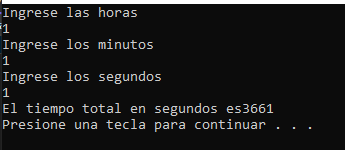 Ingrese las horas
1
Ingrese los minutos
1
Ingrese los segundos
1
El tiempo total en segundos es3661
Presione una tecla para continuar . . .